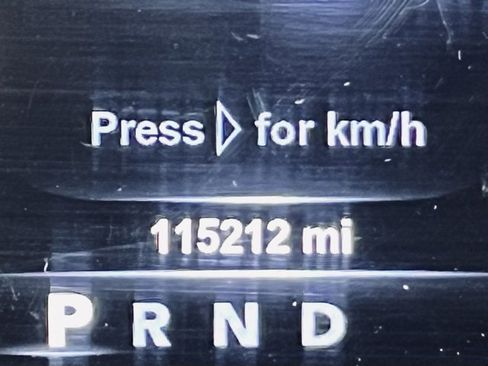 Press ▷ for km/h
115212 mi
P R N D